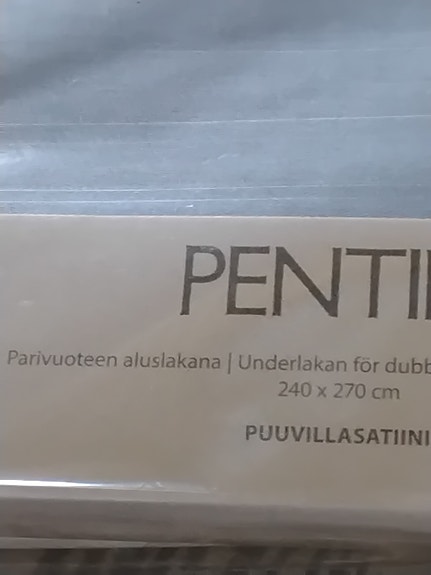 PENTI
Parivuoteen aluslakana | Underlakan för dubb
240 x 270 cm
PUUVILLASATIINI